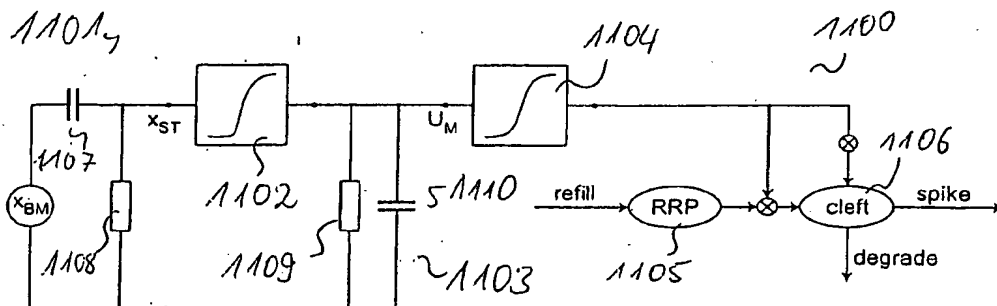 1101
1104
1100
x_ST
U_M
1107
1106
x_BM
1102
1110
refill
RRP
cleft
spike
1108
1109
1103
1105
degrade